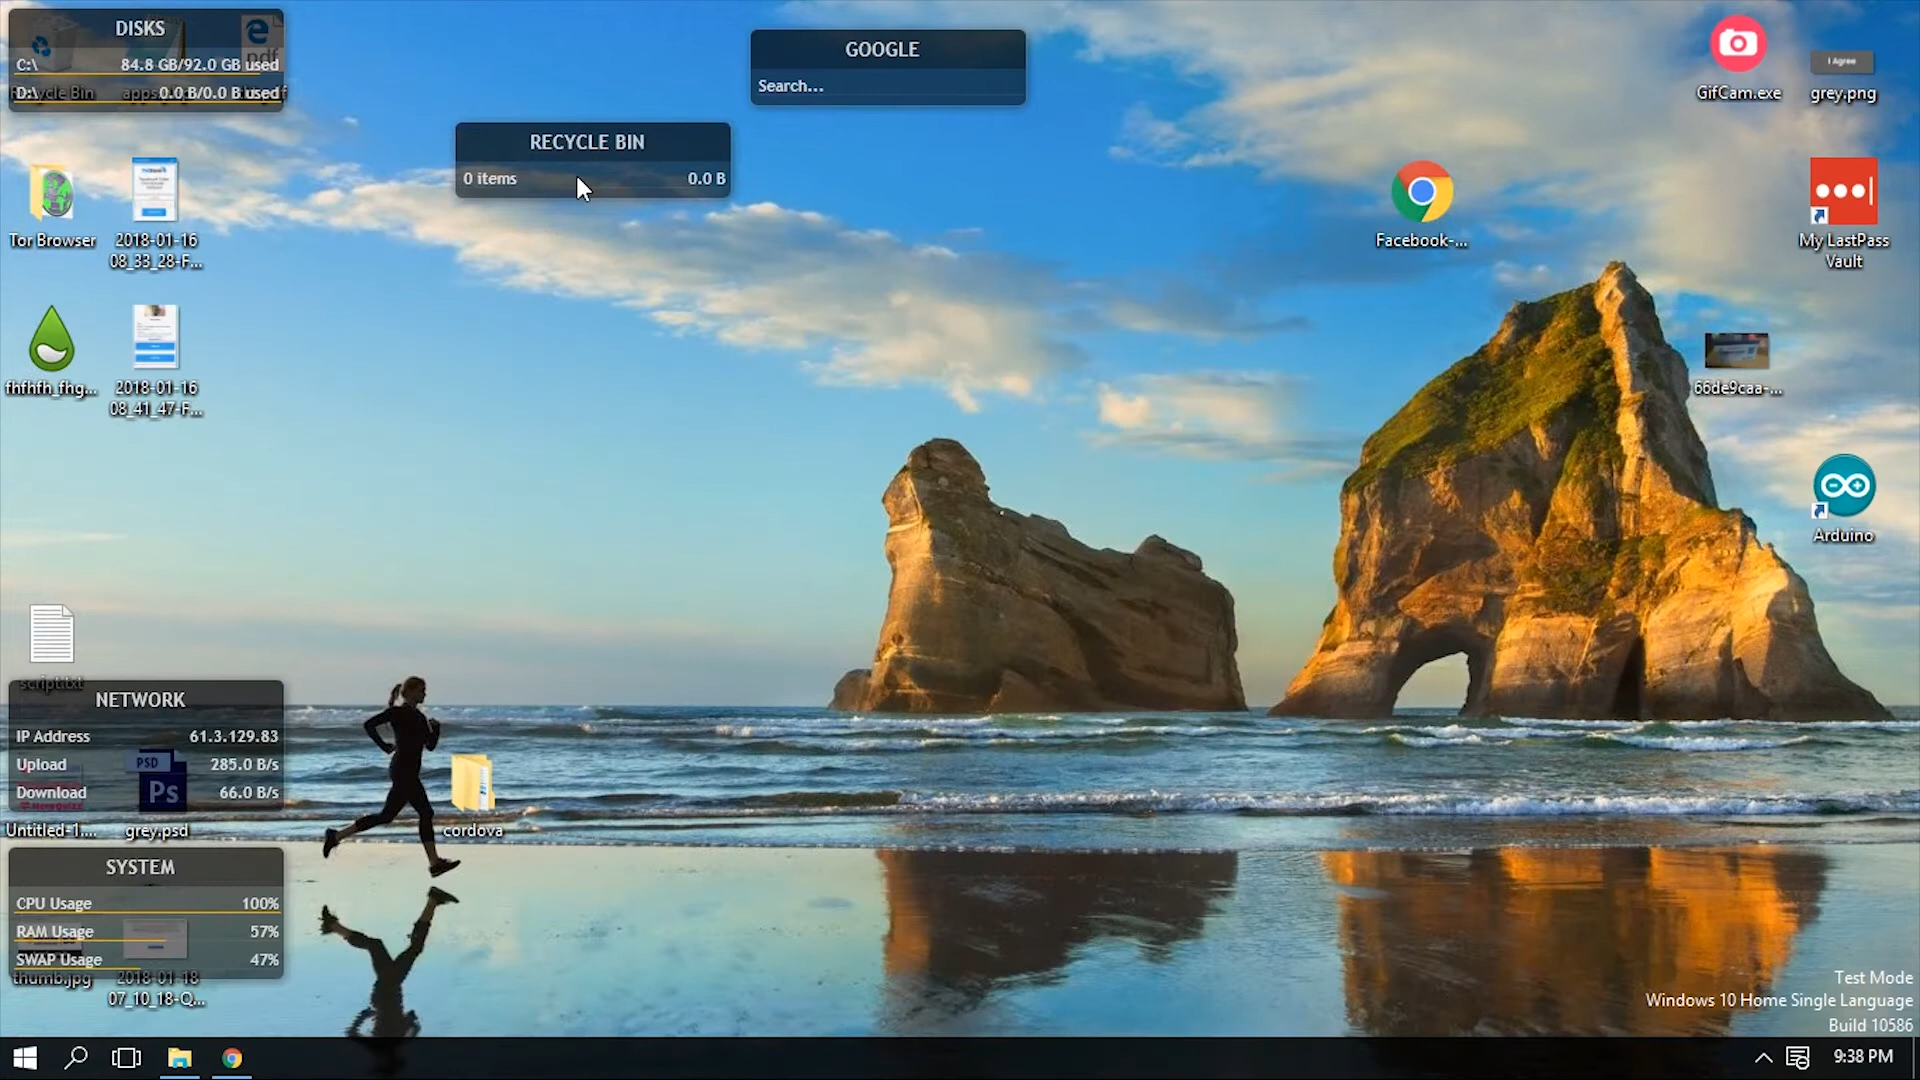 DISKS
C:\ 84.8 GB/92.0 GB used
D:\ 0.0 B/0.0 B used
GOOGLE
Search...
RECYCLE BIN
0 items 0.0 B
GifCam.exe
I Agree
grey.png
Tor Browser
2018-01-16
08_33_28-F...
Facebook-...
My LastPass
Vault
fhfhfh_fhg...
2018-01-16
08_41_47-F...
66de9caa-...
Arduino
script.txt
NETWORK
IP Address 61.3.129.83
Upload 285.0 B/s
Download 66.0 B/s
PSD
Ps
Untitled-1....
grey.psd
cordova
SYSTEM
CPU Usage 100%
RAM Usage 57%
SWAP Usage 47%
thumb.jpg
2018-01-18
07_10_18-Q...
Test Mode
Windows 10 Home Single Language
Build 10586
9:38 PM